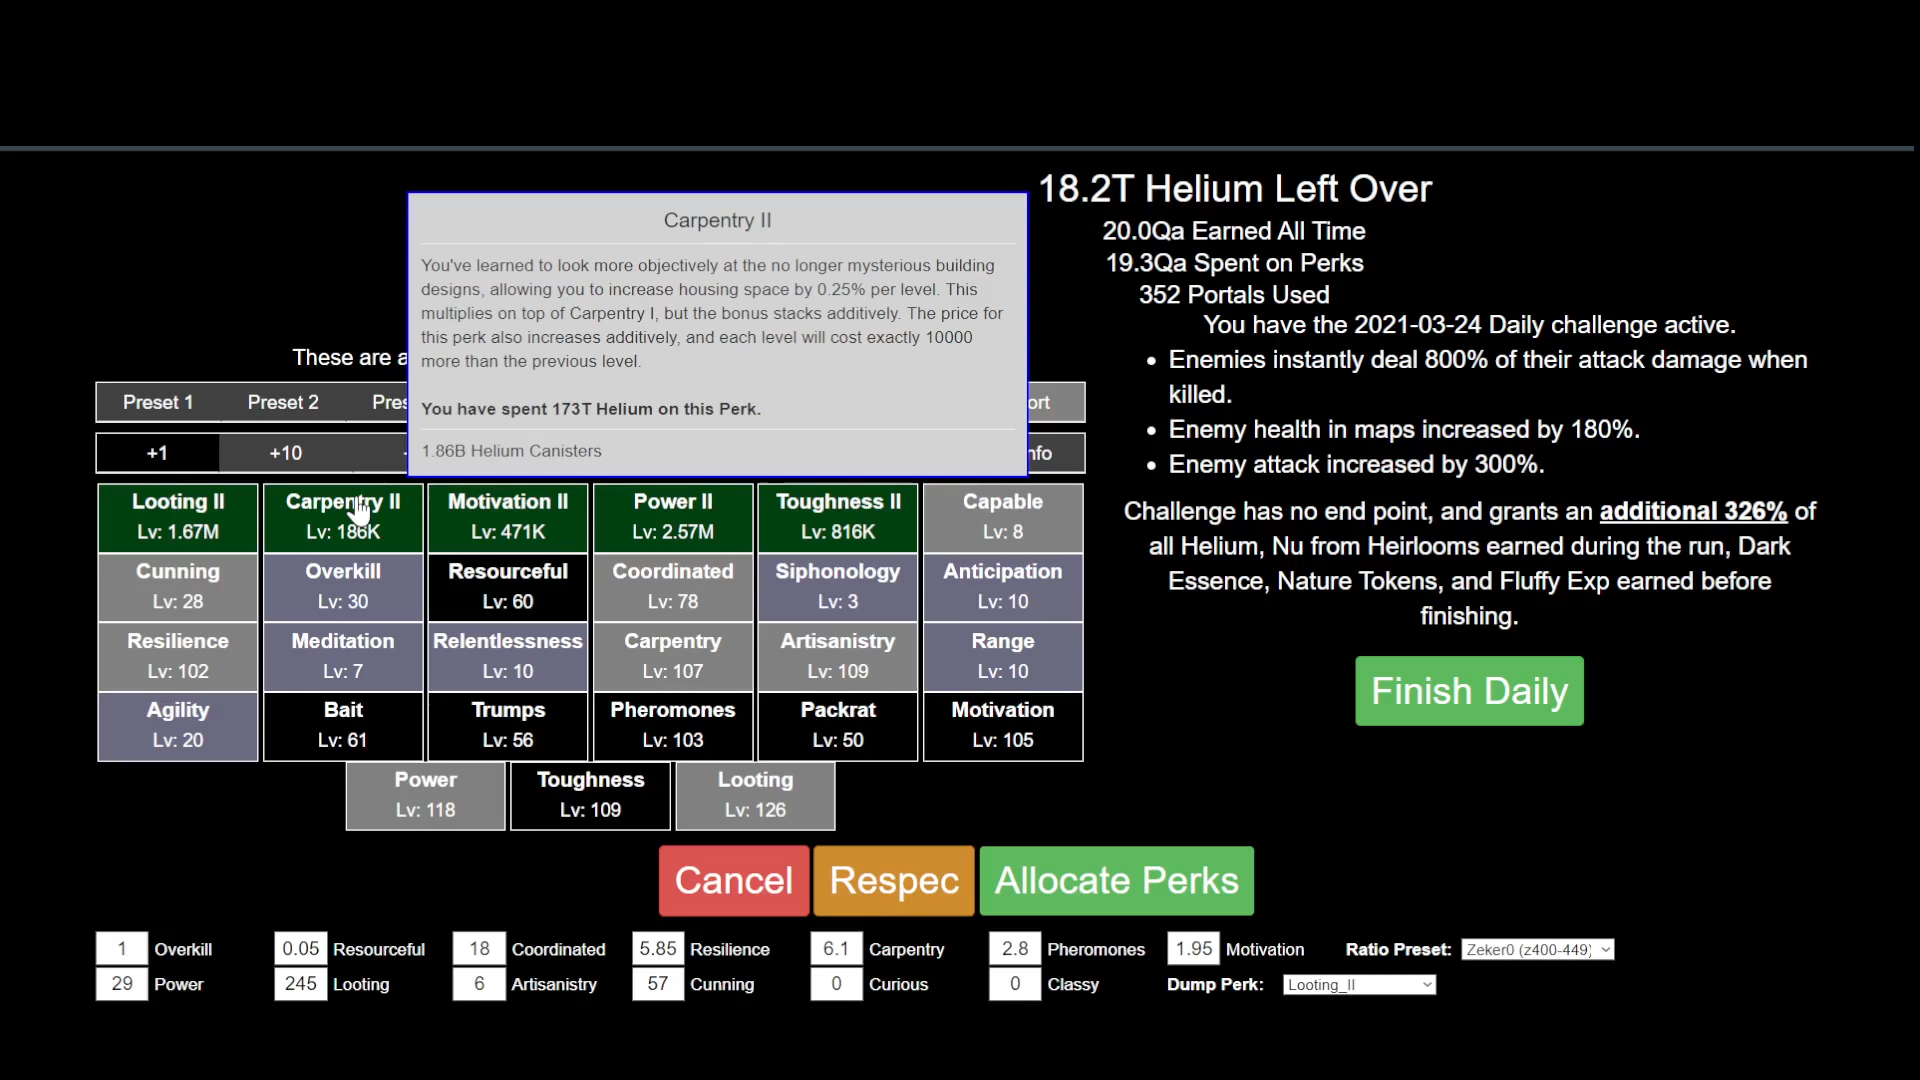 18.2T Helium Left Over
20.0Qa Earned All Time
19.3Qa Spent on Perks
352 Portals Used
You have the 2021-03-24 Daily challenge active.
• Enemies instantly deal 800% of their attack damage when
killed.
• Enemy health in maps increased by 180%.
• Enemy attack increased by 300%.
Challenge has no end point, and grants an additional 326% of
all Helium, Nu from Heirlooms earned during the run, Dark
Essence, Nature Tokens, and Fluffy Exp earned before
finishing.
Finish Daily
Carpentry II
You've learned to look more objectively at the no longer mysterious building
designs, allowing you to increase housing space by 0.25% per level. This
multiplies on top of Carpentry I, but the bonus stacks additively. The price for
this perk also increases additively, and each level will cost exactly 10000
more than the previous level.
You have spent 173T Helium on this Perk.
1.86B Helium Canisters
These are a
Preset 1 Preset 2 Pres ort
+1 +10 - nfo
Looting II Carpentry II Motivation II Power II Toughness II Capable
Lv: 1.67M Lv: 186K Lv: 471K Lv: 2.57M Lv: 816K Lv: 8
Cunning Overkill Resourceful Coordinated Siphonology Anticipation
Lv: 28 Lv: 30 Lv: 60 Lv: 78 Lv: 3 Lv: 10
Resilience Meditation Relentlessness Carpentry Artisanistry Range
Lv: 102 Lv: 7 Lv: 10 Lv: 107 Lv: 109 Lv: 10
Agility Bait Trumps Pheromones Packrat Motivation
Lv: 20 Lv: 61 Lv: 56 Lv: 103 Lv: 50 Lv: 105
Power Toughness Looting
Lv: 118 Lv: 109 Lv: 126
Cancel Respec Allocate Perks
1 Overkill 0.05 Resourceful 18 Coordinated 5.85 Resilience 6.1 Carpentry 2.8 Pheromones 1.95 Motivation Ratio Preset: Zeker0 (z400-449)
29 Power 245 Looting 6 Artisanistry 57 Cunning 0 Curious 0 Classy Dump Perk: Looting_II